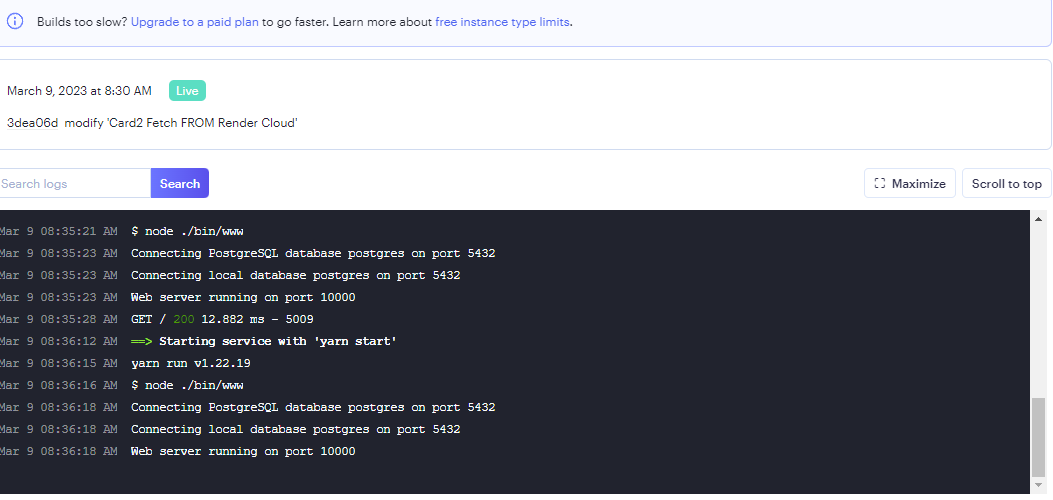 Builds too slow? Upgrade to a paid plan to go faster. Learn more about free instance type limits.
March 9, 2023 at 8:30 AM Live
3dea06d modify 'Card2 Fetch FROM Render Cloud'
Search logs Search Maximize Scroll to top
Mar 9 08:35:21 AM $ node ./bin/www
Mar 9 08:35:23 AM Connecting PostgreSQL database postgres on port 5432
Mar 9 08:35:23 AM Connecting local database postgres on port 5432
Mar 9 08:35:23 AM Web server running on port 10000
Mar 9 08:35:28 AM GET / 200 12.882 ms - 5009
Mar 9 08:36:12 AM ==> Starting service with 'yarn start'
Mar 9 08:36:15 AM yarn run v1.22.19
Mar 9 08:36:16 AM $ node ./bin/www
Mar 9 08:36:18 AM Connecting PostgreSQL database postgres on port 5432
Mar 9 08:36:18 AM Connecting local database postgres on port 5432
Mar 9 08:36:18 AM Web server running on port 10000